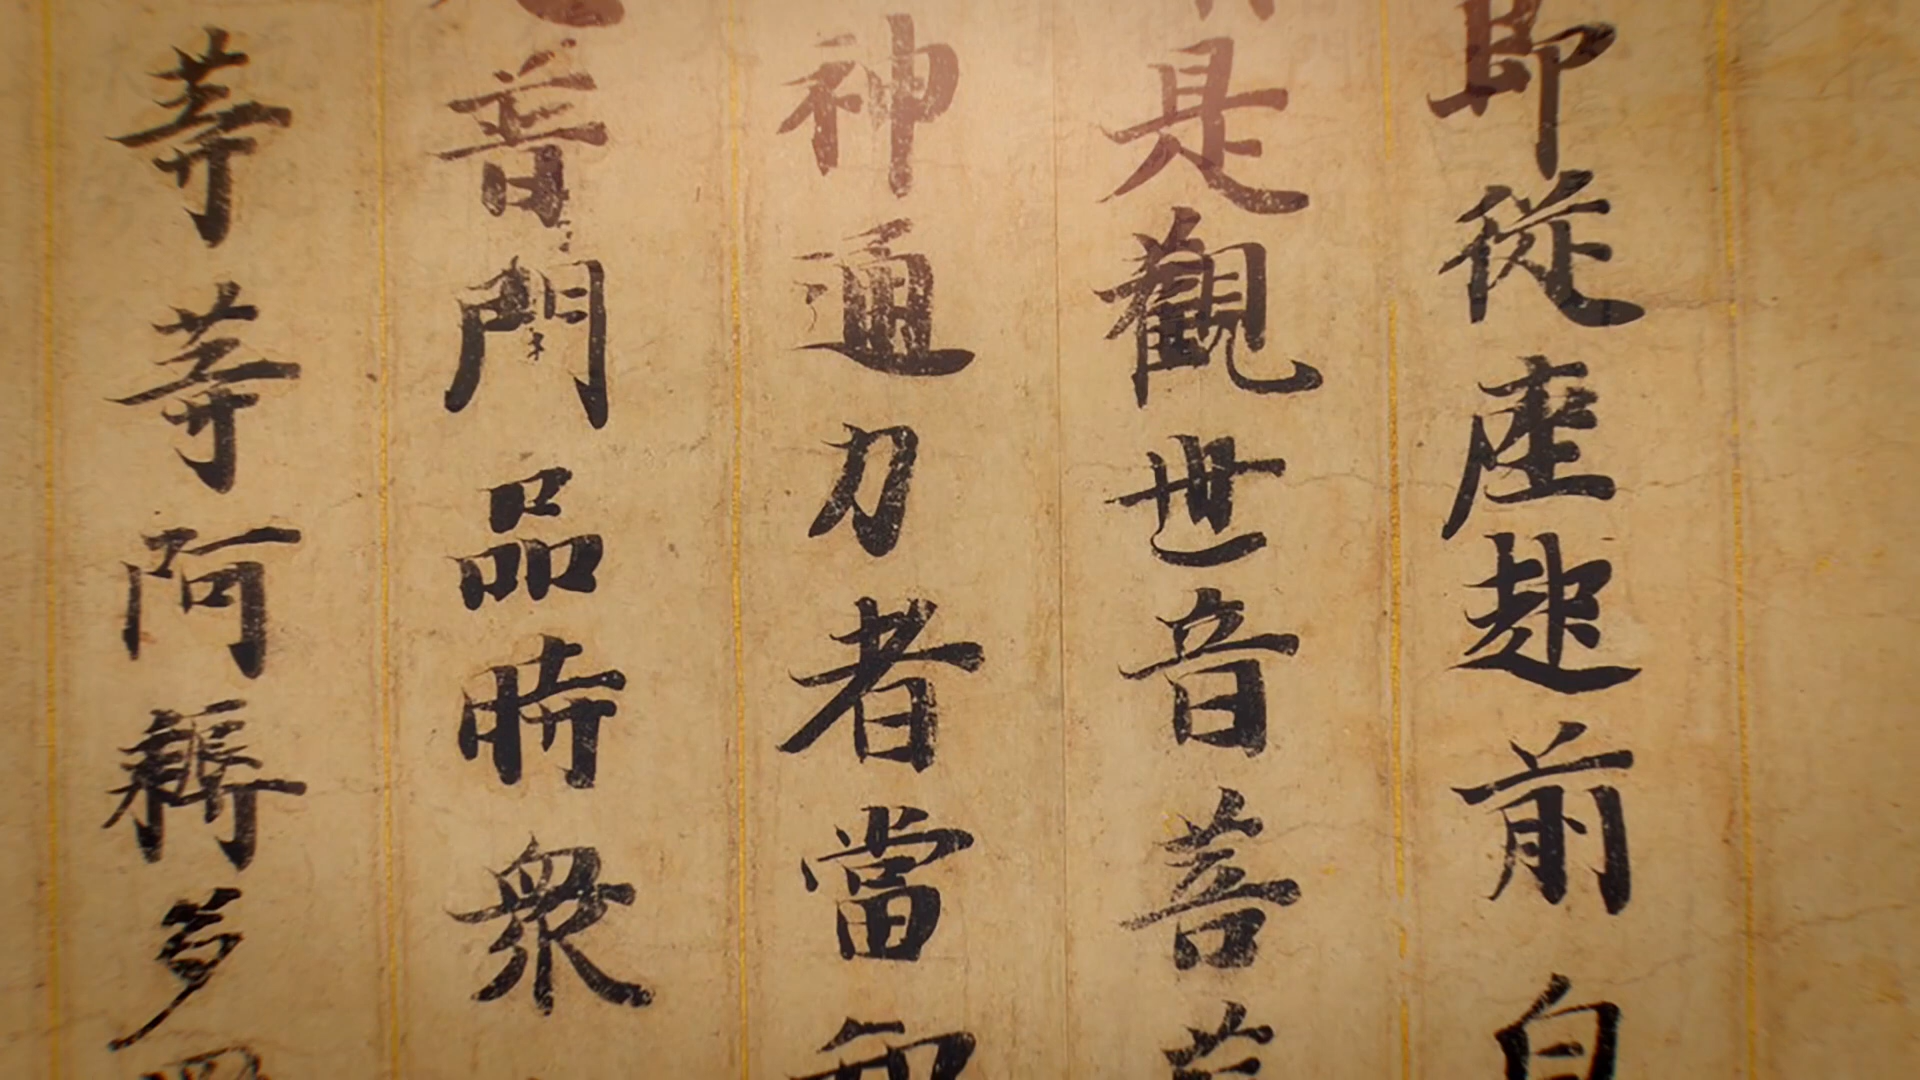 即從座起前白
是觀世音菩
神通力者當
普門品時衆
等等阿耨多